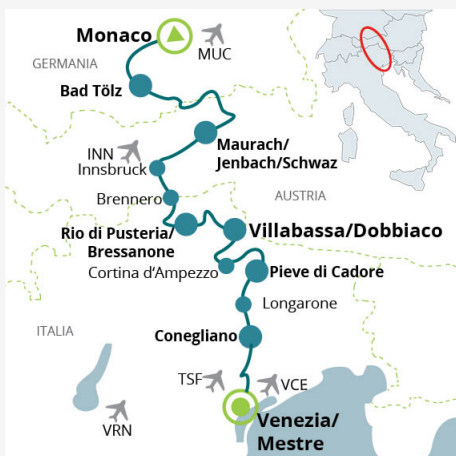 Monaco
MUC
GERMANIA
Bad Tölz
Maurach/
Jenbach/Schwaz
INN
Innsbruck
Brennero
AUSTRIA
Rio di Pusteria/
Bressanone
Villabassa/Dobbiaco
Cortina d'Ampezzo
Pieve di Cadore
Longarone
ITALIA
Conegliano
TSF
VCE
VRN
Venezia/
Mestre